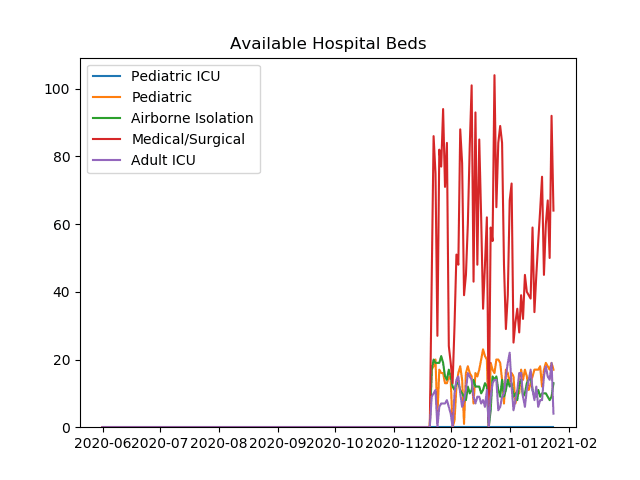 Available Hospital Beds
Pediatric ICU
Pediatric
Airborne Isolation
Medical/Surgical
Adult ICU
100
80
60
40
20
0
2020-06 2020-07 2020-08 2020-09 2020-10 2020-11 2020-12 2021-01 2021-02